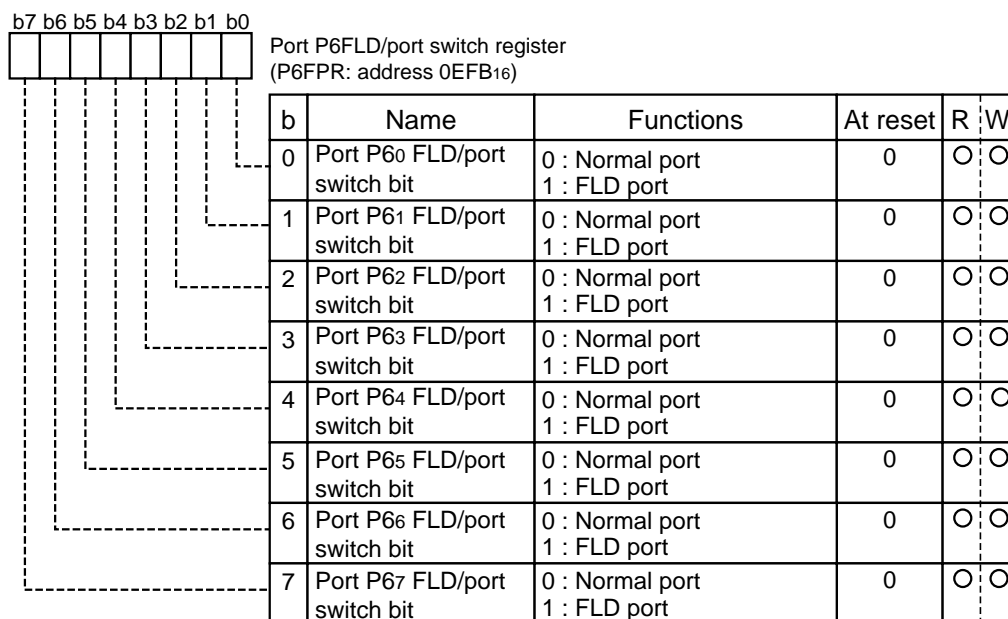 b7 b6 b5 b4 b3 b2 b1 b0
Port P6FLD/port switch register
(P6FPR: address 0EFB16)
b Name Functions At reset R W
0 Port P60 FLD/port switch bit 0 : Normal port 1 : FLD port 0
1 Port P61 FLD/port switch bit 0 : Normal port 1 : FLD port 0
2 Port P62 FLD/port switch bit 0 : Normal port 1 : FLD port 0
3 Port P63 FLD/port switch bit 0 : Normal port 1 : FLD port 0
4 Port P64 FLD/port switch bit 0 : Normal port 1 : FLD port 0
5 Port P65 FLD/port switch bit 0 : Normal port 1 : FLD port 0
6 Port P66 FLD/port switch bit 0 : Normal port 1 : FLD port 0
7 Port P67 FLD/port switch bit 0 : Normal port 1 : FLD port 0